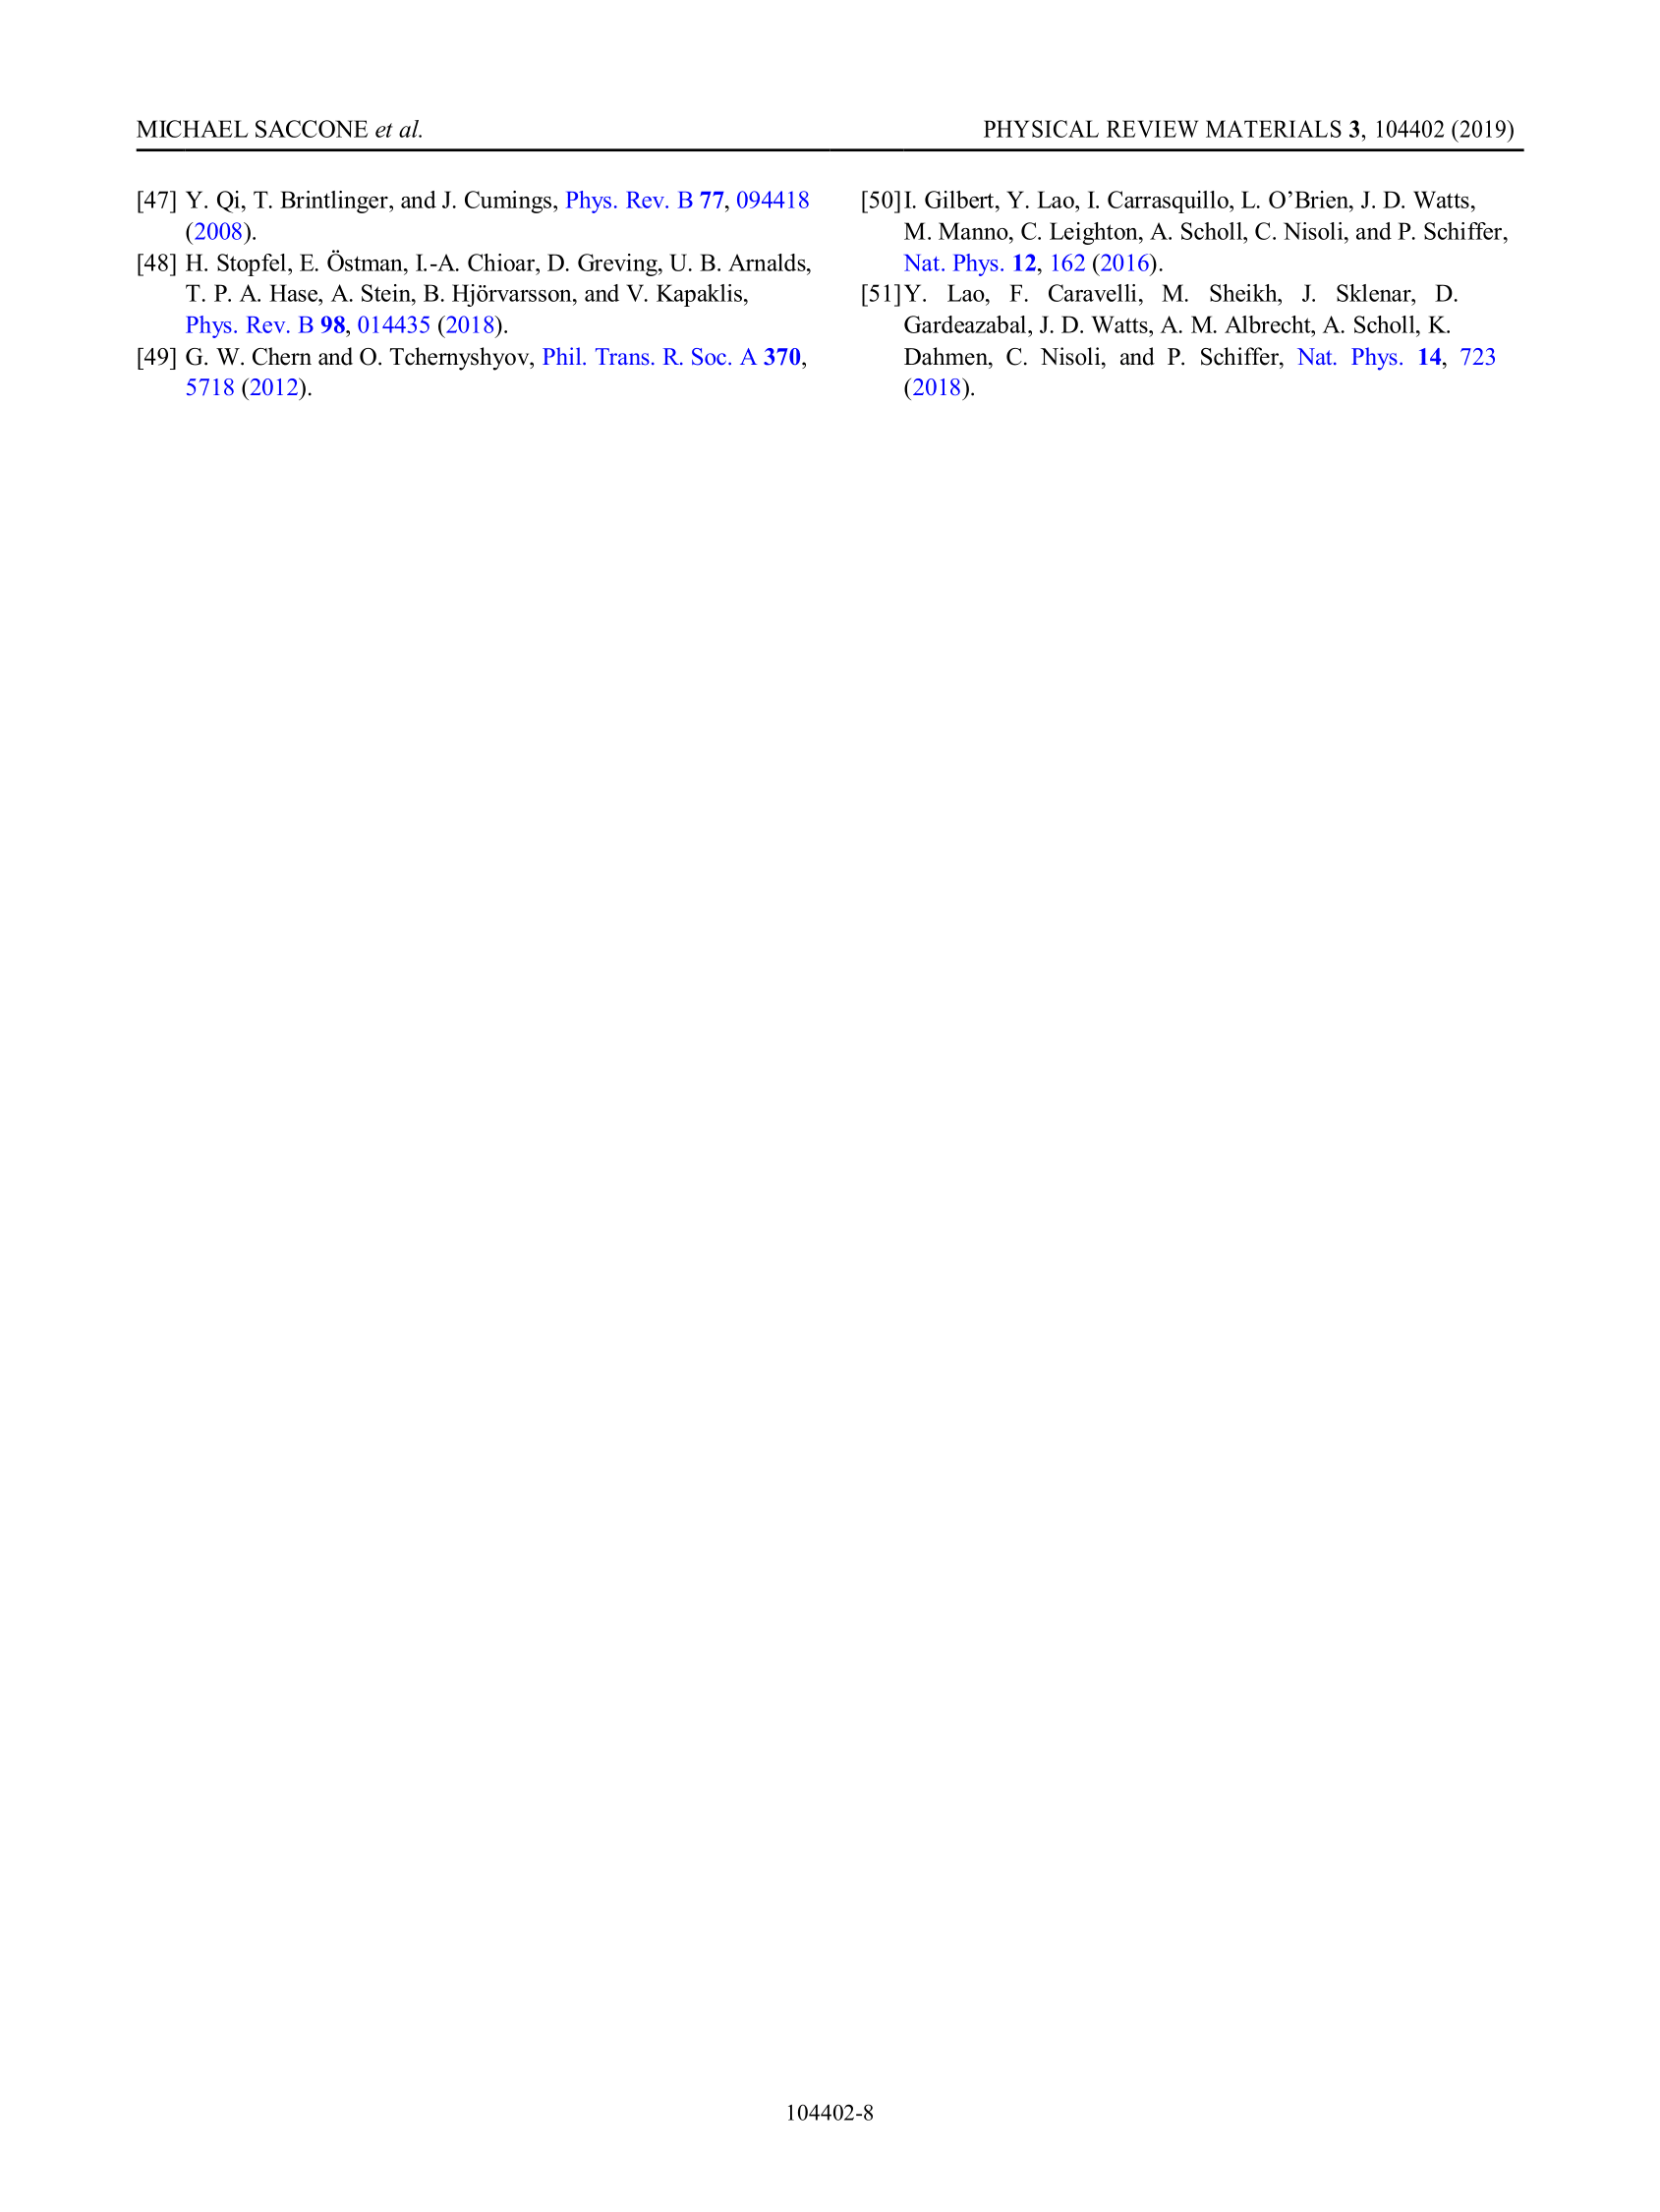 MICHAEL SACCONE et al.
PHYSICAL REVIEW MATERIALS 3, 104402 (2019)
[47] Y. Qi, T. Brintlinger, and J. Cumings, Phys. Rev. B 77, 094418
(2008).
[48] H. Stopfel, E. Östman, I.-A. Chioar, D. Greving, U. B. Arnalds,
T. P. A. Hase, A. Stein, B. Hjörvarsson, and V. Kapaklis,
Phys. Rev. B 98, 014435 (2018).
[49] G. W. Chern and O. Tchernyshyov, Phil. Trans. R. Soc. A 370,
5718 (2012).
[50] I. Gilbert, Y. Lao, I. Carrasquillo, L. O’Brien, J. D. Watts,
M. Manno, C. Leighton, A. Scholl, C. Nisoli, and P. Schiffer,
Nat. Phys. 12, 162 (2016).
[51] Y. Lao, F. Caravelli, M. Sheikh, J. Sklenar, D.
Gardeazabal, J. D. Watts, A. M. Albrecht, A. Scholl, K.
Dahmen, C. Nisoli, and P. Schiffer, Nat. Phys. 14, 723
(2018).
104402-8